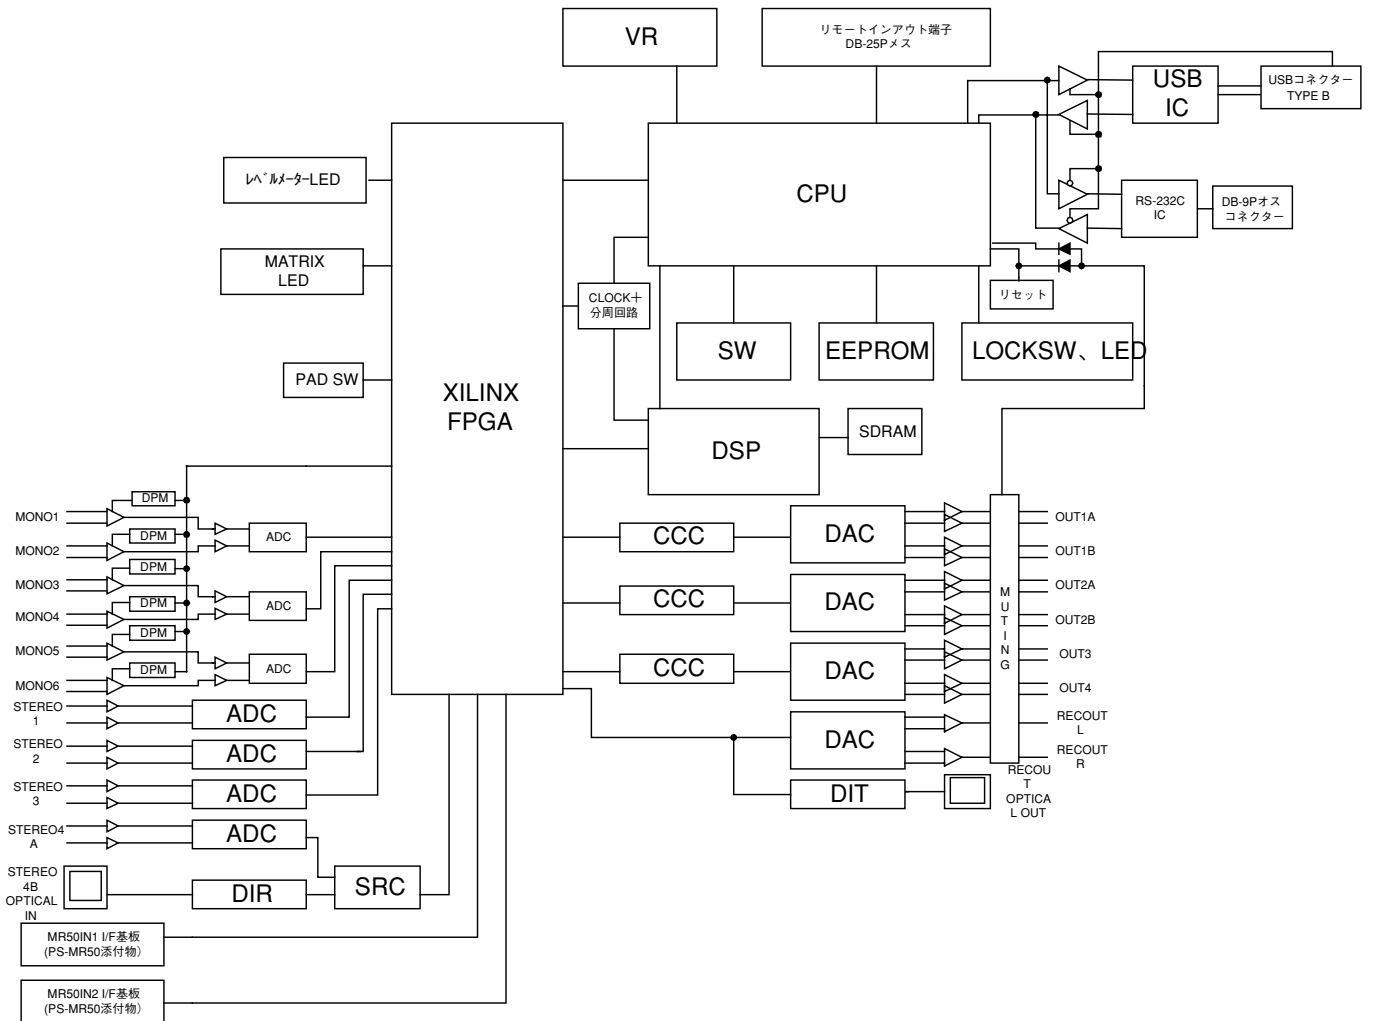 VR
リモートインアウト端子
DB-25Pメス
USB
IC
USBコネクター
TYPE B
ﾚﾍﾞﾙﾒｰﾀｰLED
CPU
RS-232C
IC
DB-9Pオス
コネクター
MATRIX
LED
CLOCK＋
分周回路
リセット
SW
EEPROM
LOCKSW、LED
PAD SW
XILINX
FPGA
DSP
SDRAM
DPM
MONO1
DPM
MONO2
ADC
DPM
MONO3
DPM
MONO4
ADC
DPM
MONO5
DPM
MONO6
ADC
STEREO
1
ADC
STEREO
2
ADC
STEREO
3
ADC
STEREO4
A
ADC
STEREO
4B
OPTICAL
IN
DIR
SRC
MR50IN1 I/F基板
(PS-MR50添付物）
MR50IN2 I/F基板
(PS-MR50添付物）
CCC
DAC
CCC
DAC
CCC
DAC
DAC
DIT
M
U
T
I
N
G
OUT1A
OUT1B
OUT2A
OUT2B
OUT3
OUT4
RECOUT
L
RECOUT
R
RECOU
T
OPTICA
L OUT